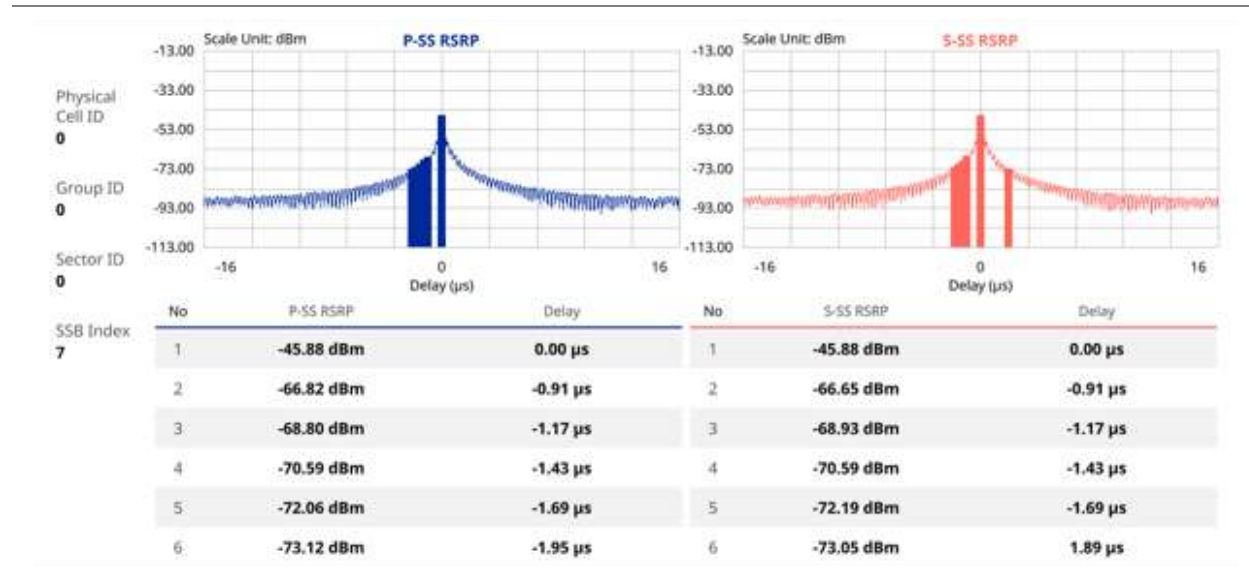 Scale Unit: dBm P-SS RSRP
-13.00
-33.00
-53.00
-73.00
-93.00
-113.00
-16 0 16
Delay (µs)
Scale Unit: dBm S-SS RSRP
-13.00
-33.00
-53.00
-73.00
-93.00
-113.00
-16 0 16
Delay (µs)
Physical
Cell ID
0
Group ID
0
Sector ID
0
SSB Index
7
No P-SS RSRP Delay No S-SS RSRP Delay
1 -45.88 dBm 0.00 µs 1 -45.88 dBm 0.00 µs
2 -66.82 dBm -0.91 µs 2 -66.65 dBm -0.91 µs
3 -68.80 dBm -1.17 µs 3 -68.93 dBm -1.17 µs
4 -70.59 dBm -1.43 µs 4 -70.59 dBm -1.43 µs
5 -72.06 dBm -1.69 µs 5 -72.19 dBm -1.69 µs
6 -73.12 dBm -1.95 µs 6 -73.05 dBm 1.89 µs